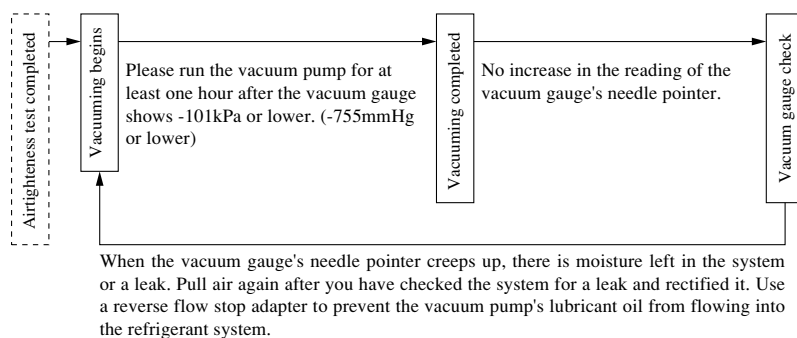 Airtighteness test completed
Vacuuming begins
Please run the vacuum pump for at
least one hour after the vacuum gauge
shows -101kPa or lower. (-755mmHg
or lower)
Vacuuming completed
No increase in the reading of the
vacuum gauge's needle pointer.
Vacuum gauge check
When the vacuum gauge's needle pointer creeps up, there is moisture left in the system
or a leak. Pull air again after you have checked the system for a leak and rectified it. Use
a reverse flow stop adapter to prevent the vacuum pump's lubricant oil from flowing into
the refrigerant system.